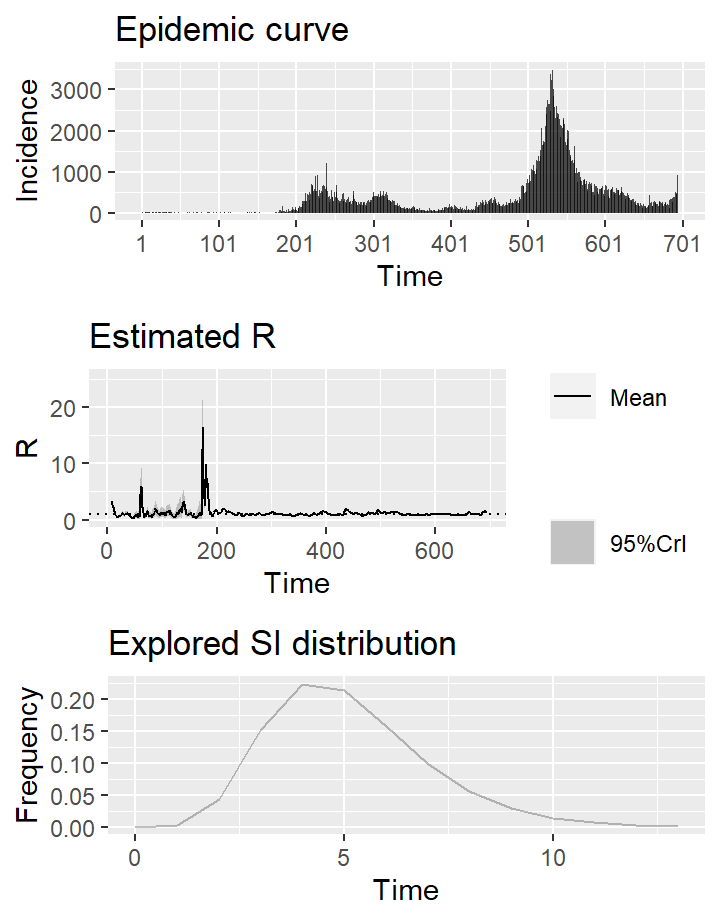 Epidemic curve
Incidence
3000
2000
1000
0
1 101 201 301 401 501 601 701
Time
Estimated R
R
20
10
0
0 200 400 600
Time
Mean
95%CrI
Explored SI distribution
Frequency
0.20
0.15
0.10
0.05
0.00
0 5 10
Time